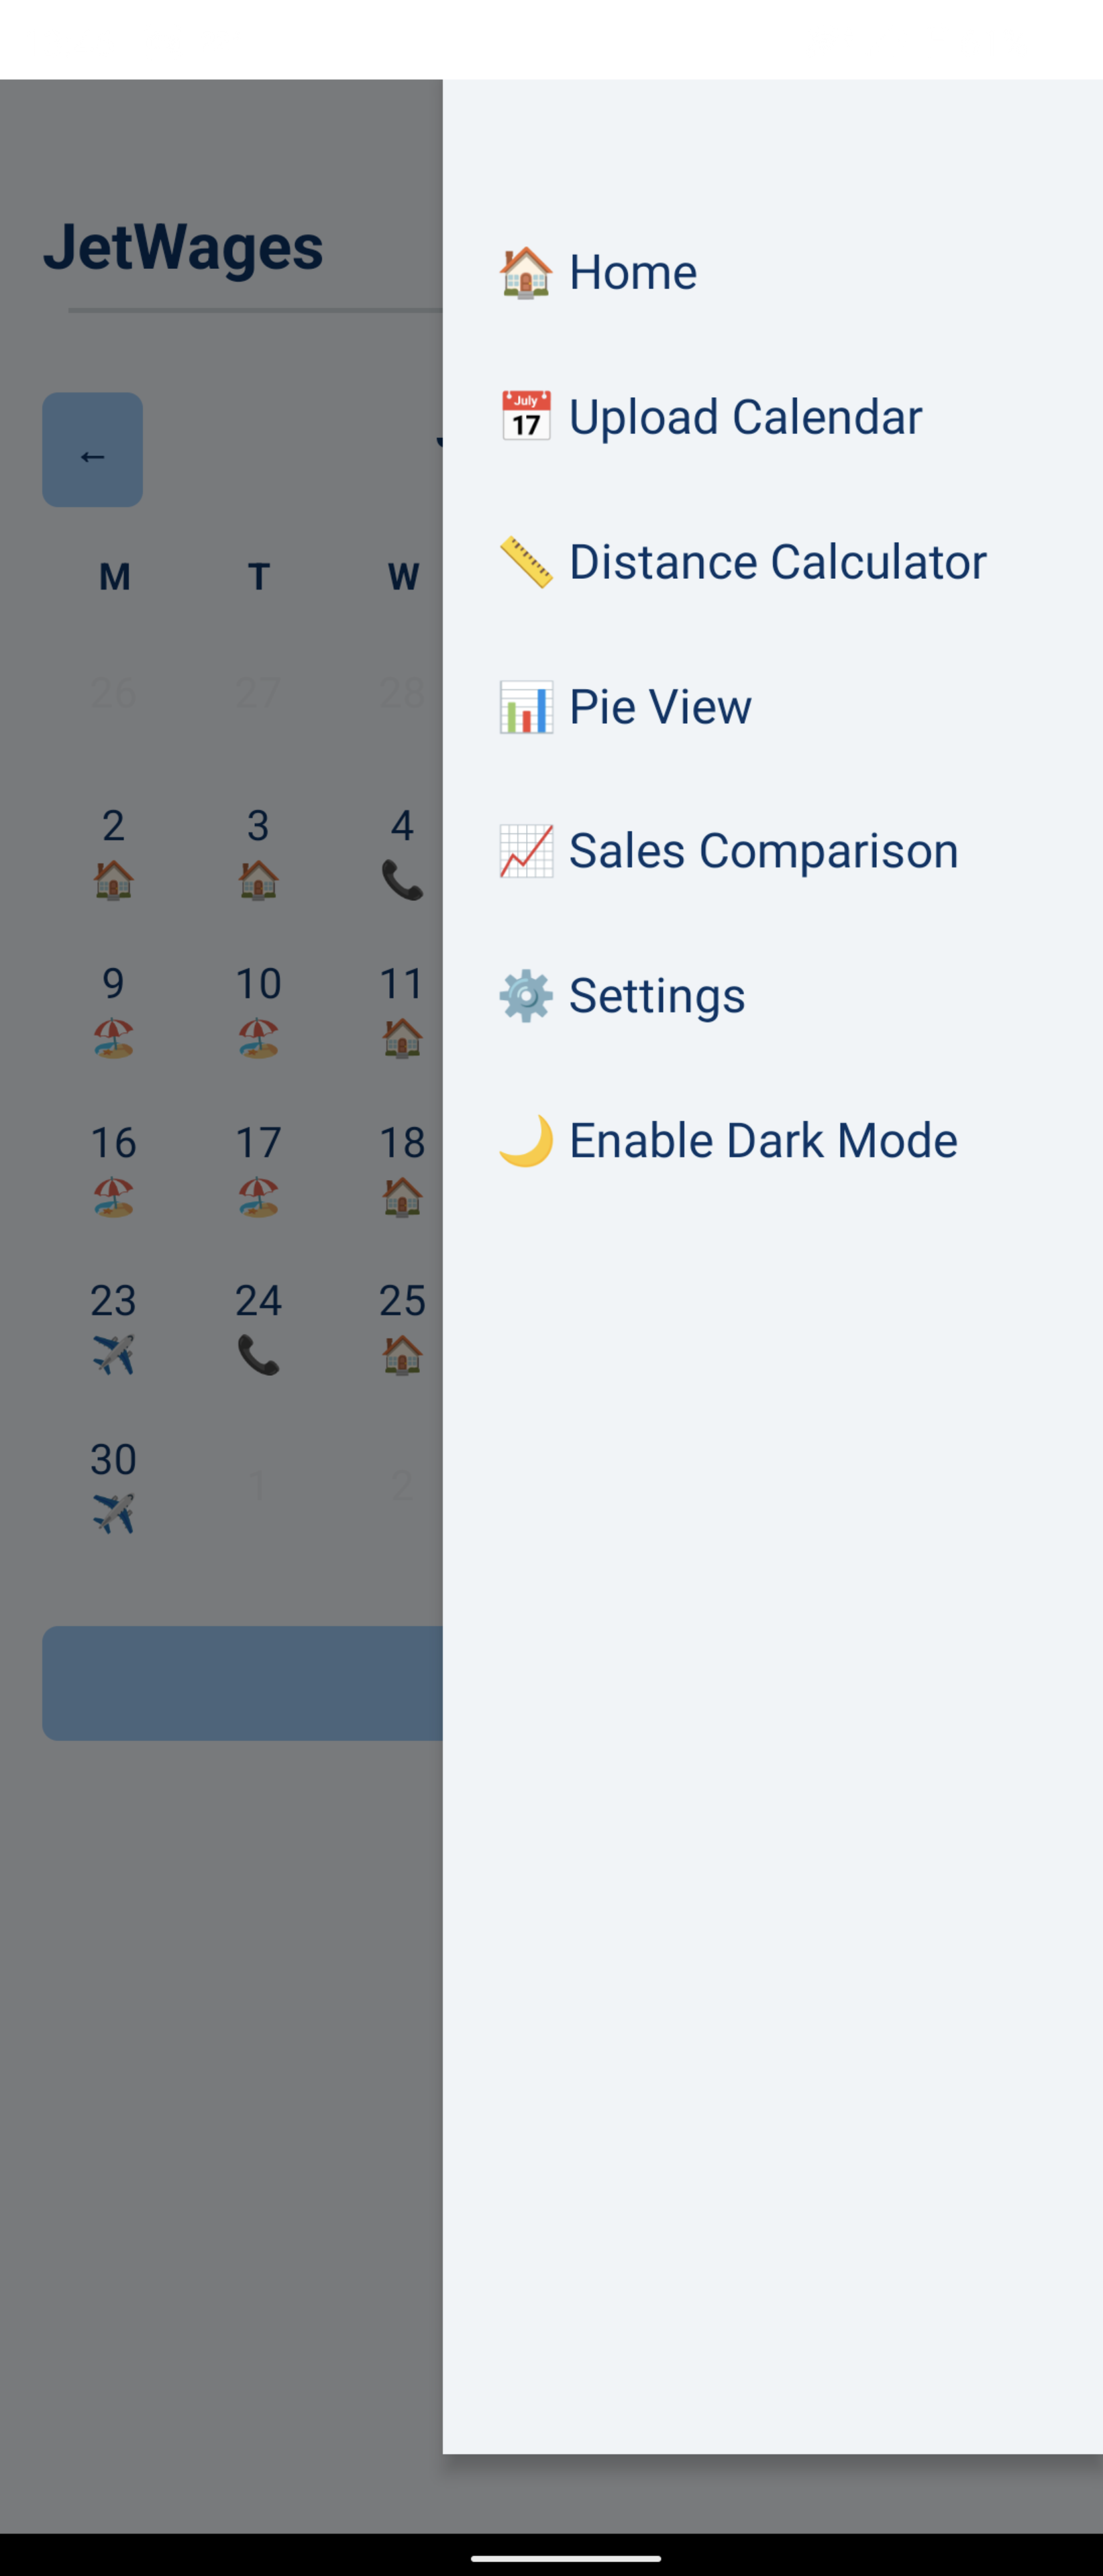 JetWages
←
M T W
26 27 28
2 3 4
9 10 11
16 17 18
23 24 25
30 1 2
🏠 Home
📅 Upload Calendar
📏 Distance Calculator
📊 Pie View
📈 Sales Comparison
⚙️ Settings
🌙 Enable Dark Mode